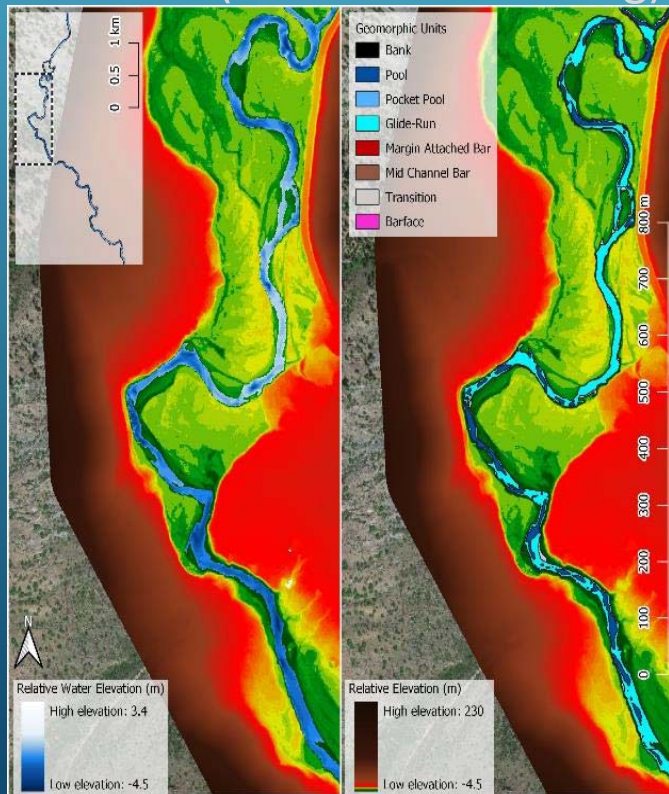 1 km
0.5
0
N
Relative Water Elevation (m)
High elevation: 3.4
Low elevation: -4.5
Geomorphic Units
Bank
Pool
Pocket Pool
Glide-Run
Margin Attached Bar
Mid Channel Bar
Transition
Barface
800 m
700
600
500
400
300
200
100
0
Relative Elevation (m)
High elevation: 230
Low elevation: -4.5